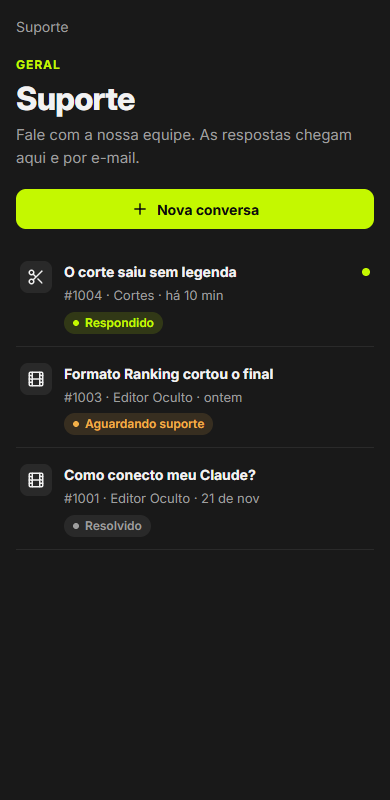 Suporte
GERAL
Suporte
Fale com a nossa equipe. As respostas chegam
aqui e por e-mail.
+ Nova conversa
O corte saiu sem legenda
#1004 · Cortes · há 10 min
Respondido
Formato Ranking cortou o final
#1003 · Editor Oculto · ontem
Aguardando suporte
Como conecto meu Claude?
#1001 · Editor Oculto · 21 de nov
Resolvido